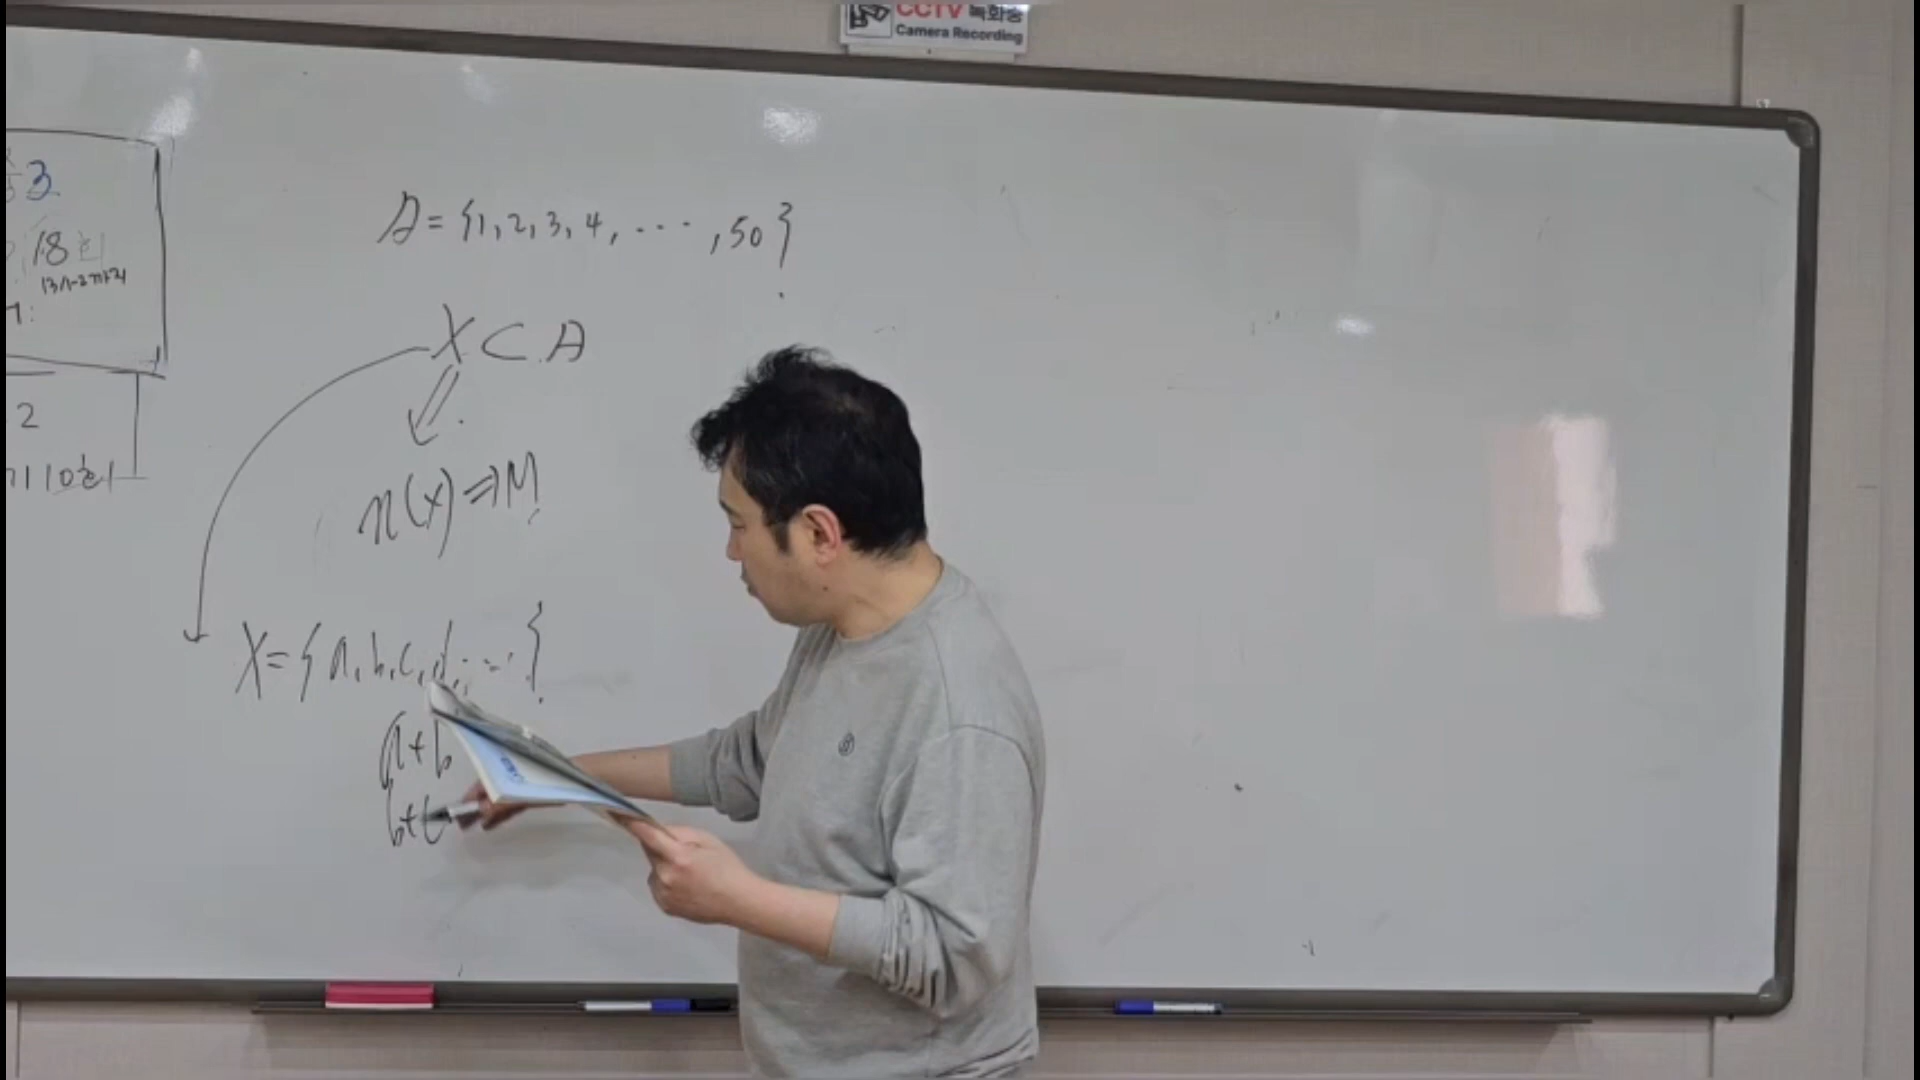 CCTV 녹화중
Camera Recording
3
18회
A={1,2,3,4,····,50}
X⊂A
2
n(X)⇒M
X={a,b,c,d,···}
a+b
b+c